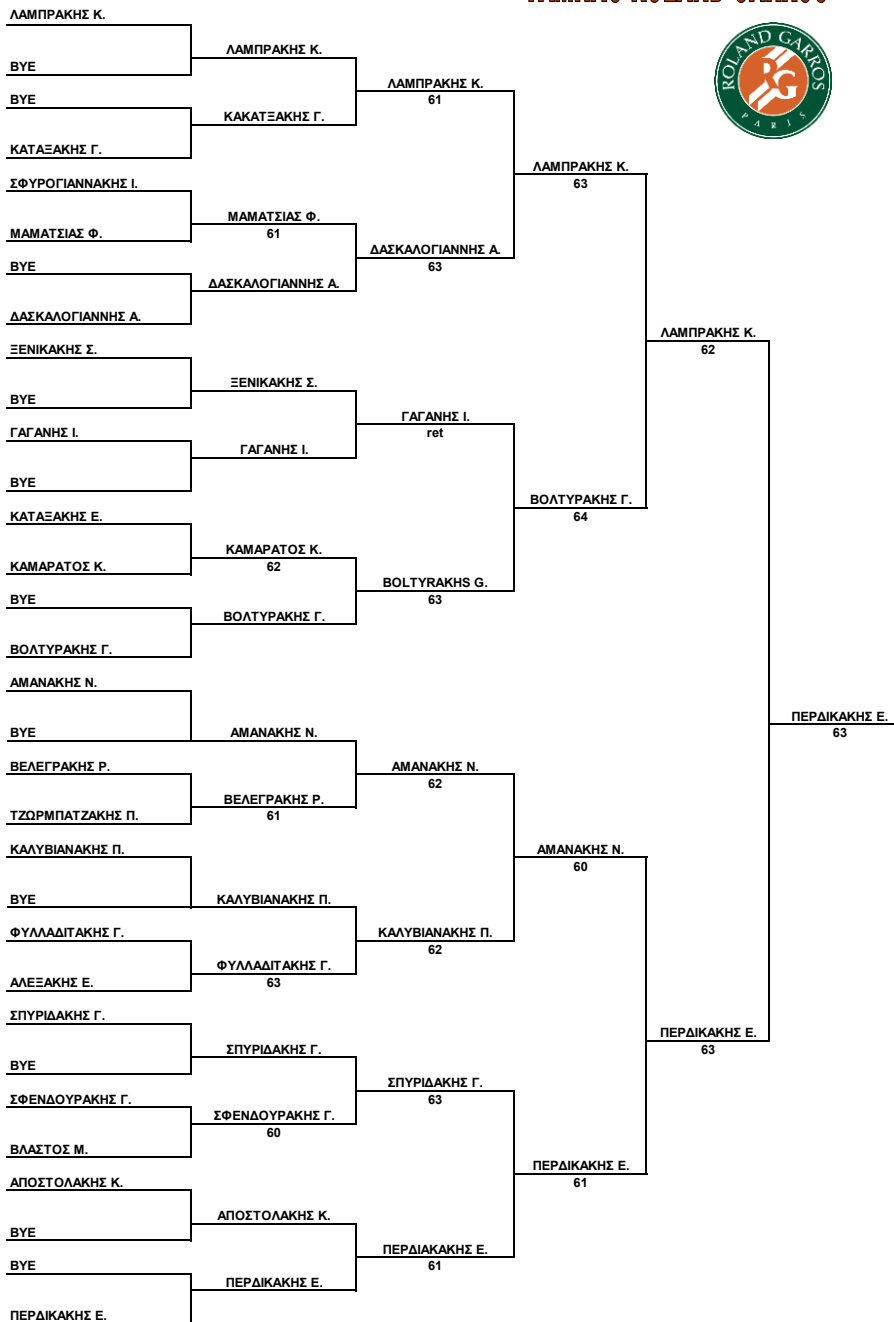 ROLAND GARROS
PARIS
ΛΑΜΠΡΑΚΗΣ Κ.
BYE
BYE
ΚΑΤΑΞΑΚΗΣ Γ.
ΣΦΥΡΟΓΙΑΝΝΑΚΗΣ Ι.
ΜΑΜΑΤΣΙΑΣ Φ.
BYE
ΔΑΣΚΑΛΟΓΙΑΝΝΗΣ Α.
ΞΕΝΙΚΑΚΗΣ Σ.
BYE
ΓΑΓΑΝΗΣ Ι.
BYE
ΚΑΤΑΞΑΚΗΣ Ε.
ΚΑΜΑΡΑΤΟΣ Κ.
BYE
ΒΟΛΤΥΡΑΚΗΣ Γ.
ΑΜΑΝΑΚΗΣ Ν.
BYE
ΒΕΛΕΓΡΑΚΗΣ Ρ.
ΤΖΩΡΜΠΑΤΖΑΚΗΣ Π.
ΚΑΛΥΒΙΑΝΑΚΗΣ Π.
BYE
ΦΥΛΛΑΔΙΤΑΚΗΣ Γ.
ΑΛΕΞΑΚΗΣ Ε.
ΣΠΥΡΙΔΑΚΗΣ Γ.
BYE
ΣΦΕΝΔΟΥΡΑΚΗΣ Γ.
ΒΛΑΣΤΟΣ Μ.
ΑΠΟΣΤΟΛΑΚΗΣ Κ.
BYE
BYE
ΠΕΡΔΙΚΑΚΗΣ Ε.
ΛΑΜΠΡΑΚΗΣ Κ.
ΚΑΚΑΤΞΑΚΗΣ Γ.
ΜΑΜΑΤΣΙΑΣ Φ.
61
ΔΑΣΚΑΛΟΓΙΑΝΝΗΣ Α.
ΞΕΝΙΚΑΚΗΣ Σ.
ΓΑΓΑΝΗΣ Ι.
ΚΑΜΑΡΑΤΟΣ Κ.
62
ΒΟΛΤΥΡΑΚΗΣ Γ.
ΑΜΑΝΑΚΗΣ Ν.
ΒΕΛΕΓΡΑΚΗΣ Ρ.
61
ΚΑΛΥΒΙΑΝΑΚΗΣ Π.
ΦΥΛΛΑΔΙΤΑΚΗΣ Γ.
63
ΣΠΥΡΙΔΑΚΗΣ Γ.
ΣΦΕΝΔΟΥΡΑΚΗΣ Γ.
60
ΑΠΟΣΤΟΛΑΚΗΣ Κ.
ΠΕΡΔΙΚΑΚΗΣ Ε.
ΛΑΜΠΡΑΚΗΣ Κ.
61
ΔΑΣΚΑΛΟΓΙΑΝΝΗΣ Α.
63
ΓΑΓΑΝΗΣ Ι.
ret
BOLTYRAKHS G.
63
ΑΜΑΝΑΚΗΣ Ν.
62
ΚΑΛΥΒΙΑΝΑΚΗΣ Π.
62
ΣΠΥΡΙΔΑΚΗΣ Γ.
63
ΠΕΡΔΙΑΚΑΚΗΣ Ε.
61
ΛΑΜΠΡΑΚΗΣ Κ.
63
ΒΟΛΤΥΡΑΚΗΣ Γ.
64
ΑΜΑΝΑΚΗΣ Ν.
60
ΠΕΡΔΙΚΑΚΗΣ Ε.
61
ΛΑΜΠΡΑΚΗΣ Κ.
62
ΠΕΡΔΙΚΑΚΗΣ Ε.
63
ΠΕΡΔΙΚΑΚΗΣ Ε.
63